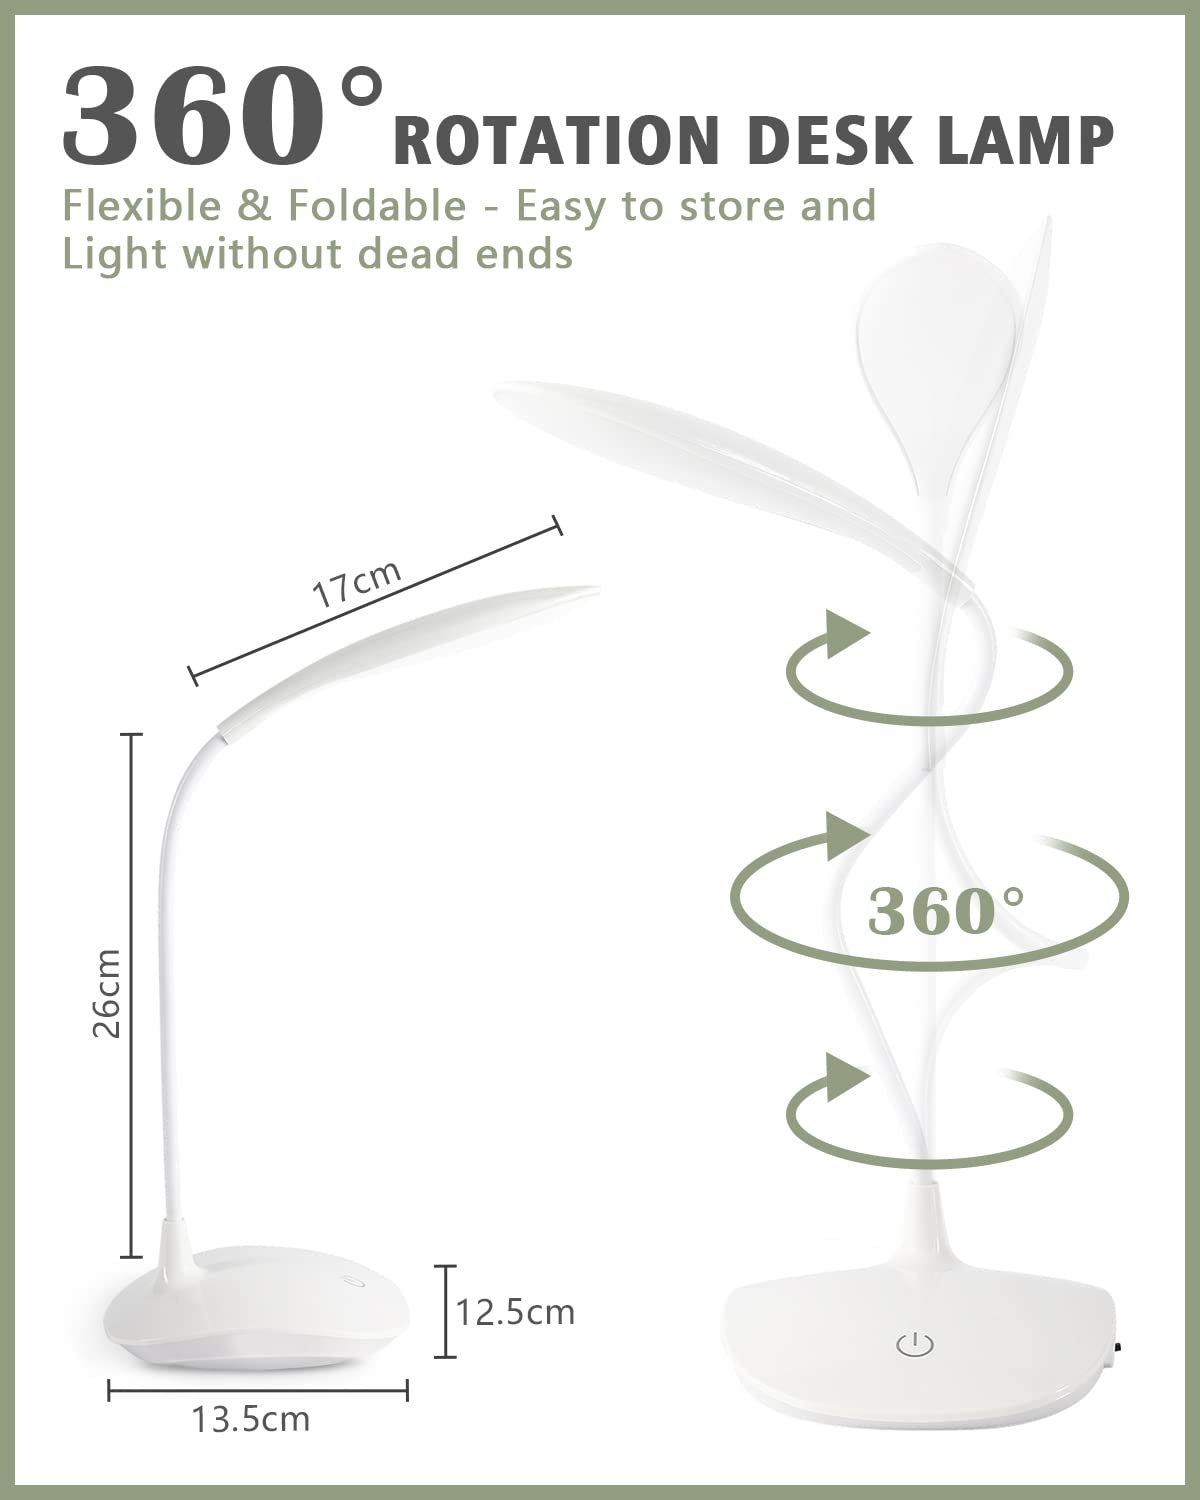 360° ROTATION DESK LAMP
Flexible & Foldable - Easy to store and
Light without dead ends
17cm
26cm
360°
12.5cm
13.5cm